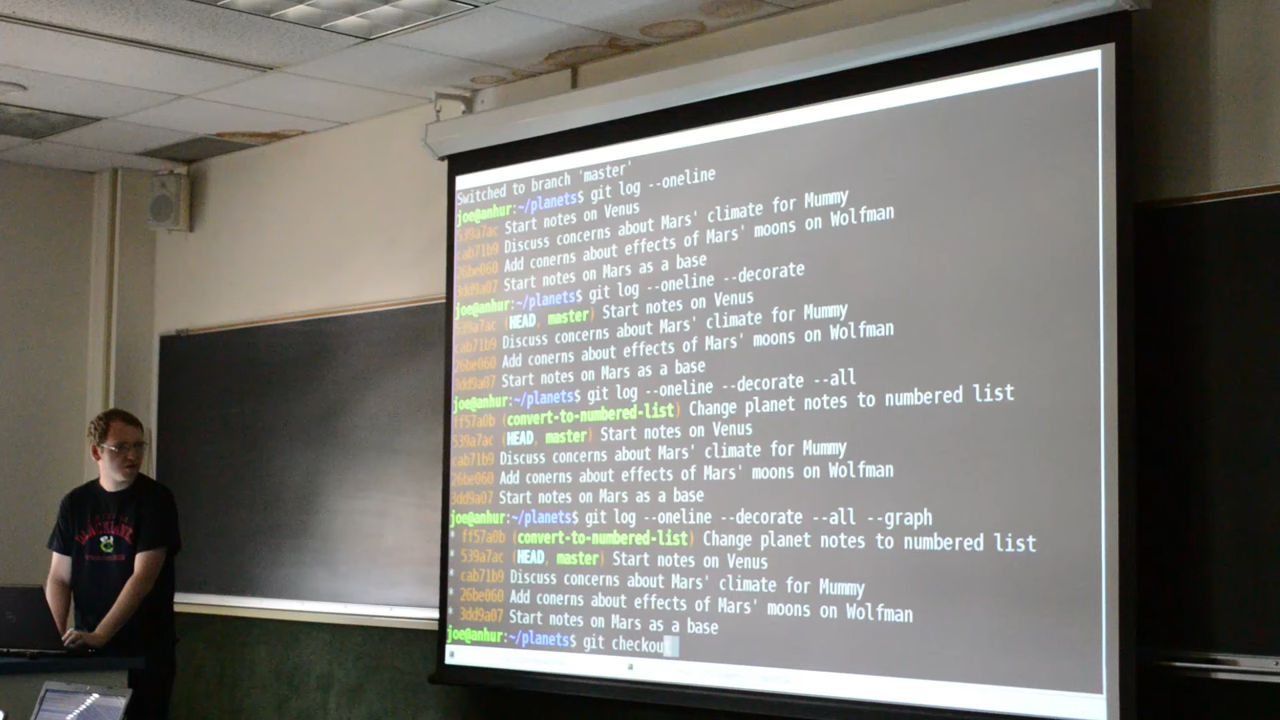 Switched to branch 'master'
joe@anhur:~/planets$ git log --oneline
539a7ac Start notes on Venus
cab71b9 Discuss concerns about Mars' climate for Mummy
26be060 Add conerns about effects of Mars' moons on Wolfman
3dd9a07 Start notes on Mars as a base
joe@anhur:~/planets$ git log --oneline --decorate
539a7ac (HEAD, master) Start notes on Venus
cab71b9 Discuss concerns about Mars' climate for Mummy
26be060 Add conerns about effects of Mars' moons on Wolfman
3dd9a07 Start notes on Mars as a base
joe@anhur:~/planets$ git log --oneline --decorate --all
ff57a0b (convert-to-numbered-list) Change planet notes to numbered list
539a7ac (HEAD, master) Start notes on Venus
cab71b9 Discuss concerns about Mars' climate for Mummy
26be060 Add conerns about effects of Mars' moons on Wolfman
3dd9a07 Start notes on Mars as a base
joe@anhur:~/planets$ git log --oneline --decorate --all --graph
* ff57a0b (convert-to-numbered-list) Change planet notes to numbered list
* 539a7ac (HEAD, master) Start notes on Venus
* cab71b9 Discuss concerns about Mars' climate for Mummy
* 26be060 Add conerns about effects of Mars' moons on Wolfman
* 3dd9a07 Start notes on Mars as a base
joe@anhur:~/planets$ git checkou